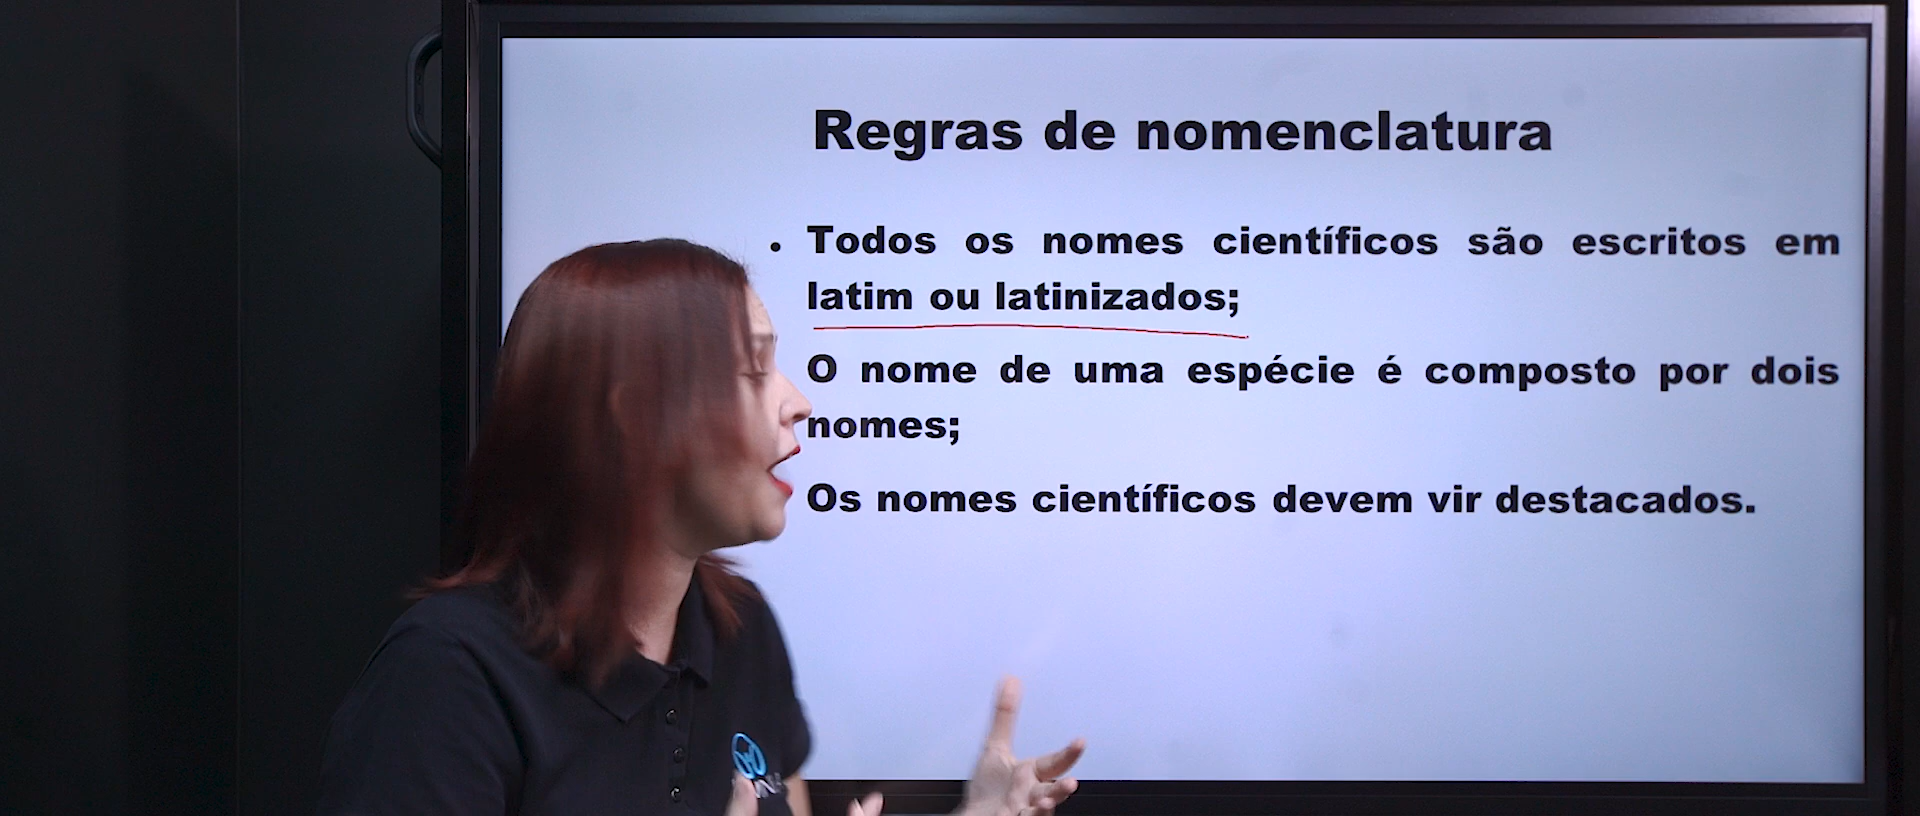 Regras de nomenclatura
• Todos os nomes científicos são escritos em
latim ou latinizados;
O nome de uma espécie é composto por dois
nomes;
Os nomes científicos devem vir destacados.